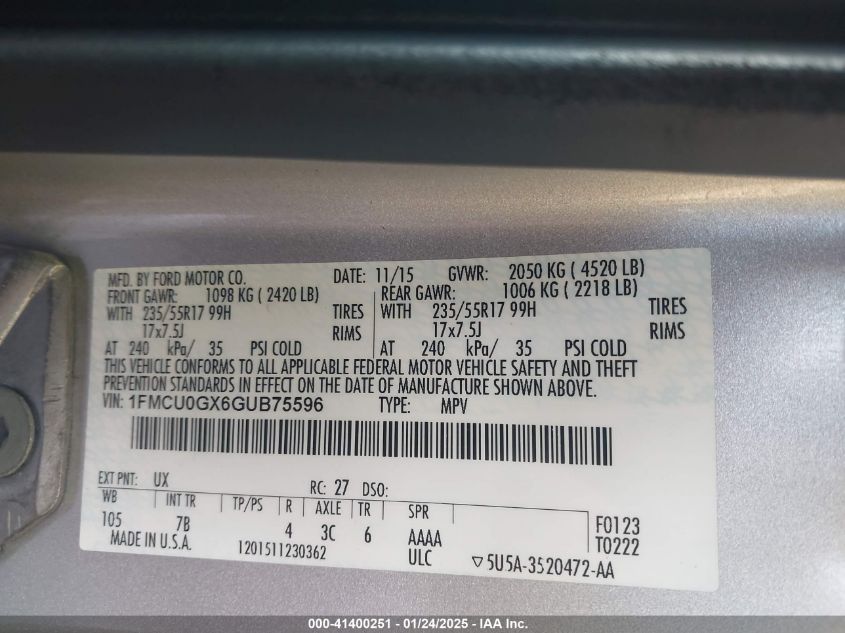 MFD. BY FORD MOTOR CO. DATE: 11/15 GVWR: 2050 KG ( 4520 LB)
FRONT GAWR: 1098 KG ( 2420 LB) REAR GAWR: 1006 KG ( 2218 LB)
WITH 235/55R17 99H TIRES WITH 235/55R17 99H TIRES
17x7.5J RIMS 17x7.5J RIMS
AT 240 kPa/ 35 PSI COLD AT 240 kPa/ 35 PSI COLD
THIS VEHICLE CONFORMS TO ALL APPLICABLE FEDERAL MOTOR VEHICLE SAFETY AND THEFT
PREVENTION STANDARDS IN EFFECT ON THE DATE OF MANUFACTURE SHOWN ABOVE.
VIN: 1FMCU0GX6GUB75596 TYPE: MPV
EXT PNT: UX RC: 27 DSO:
WB INT TR TP/PS R AXLE TR SPR
105 7B 4 3C 6 AAAA F0123
MADE IN U.S.A. 1201511230362 ULC T0222
▽5U5A-3520472-AA
000-41400251 - 01/24/2025 - IAA Inc.